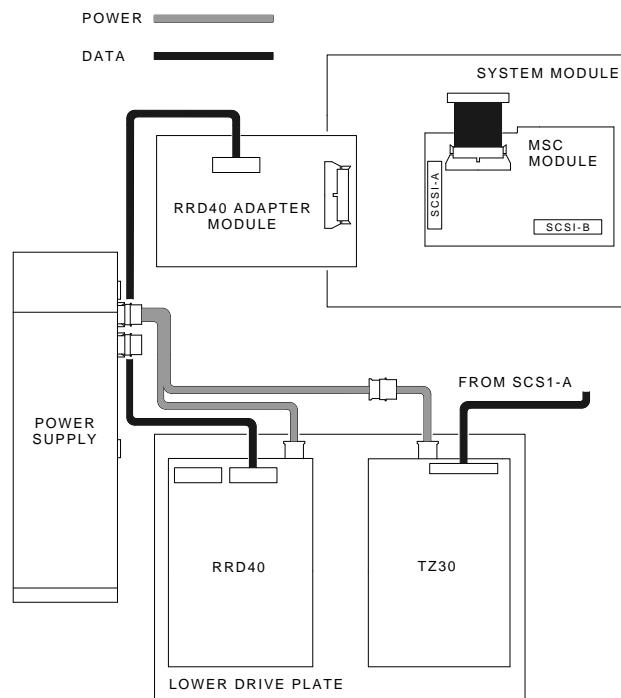 POWER
DATA
SYSTEM MODULE
MSC
MODULE
SCSI-A
SCSI-B
RRD40 ADAPTER
MODULE
POWER
SUPPLY
FROM SCS1-A
RRD40
TZ30
LOWER DRIVE PLATE